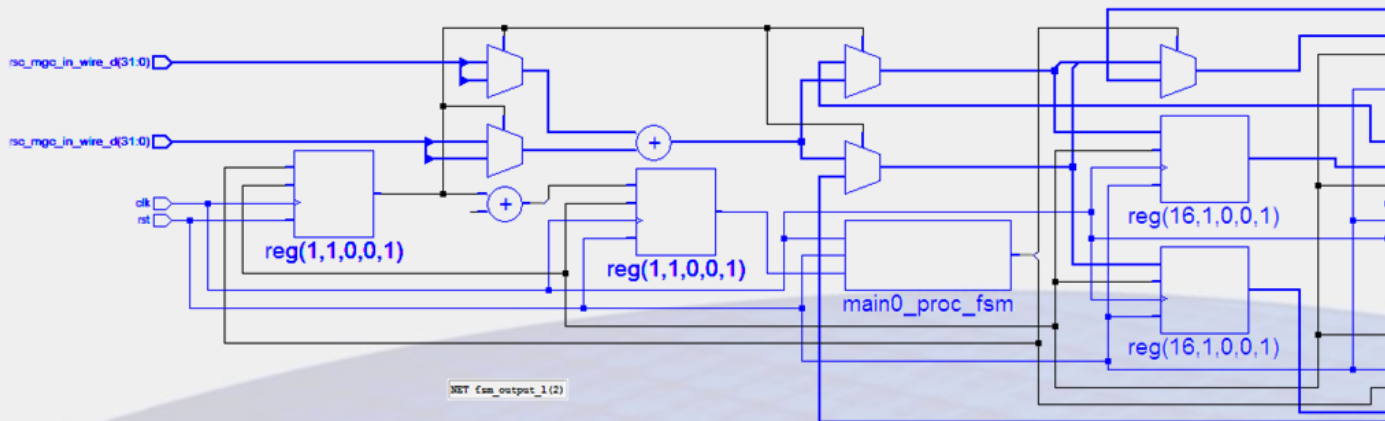 rsc_mgc_in_wire_d(31:0)
+
rsc_mgc_in_wire_d(31:0)
+
clk
rst
reg(1,1,0,0,1)
reg(1,1,0,0,1)
main0_proc_fsm
reg(16,1,0,0,1)
reg(16,1,0,0,1)
NET fsm_output_1(2)